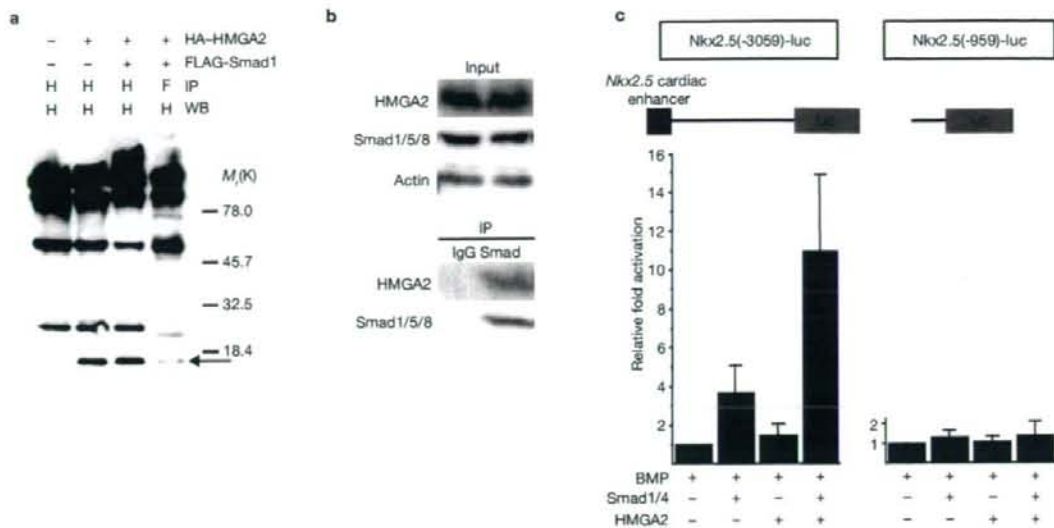 a
– + + + HA–HMGA2
– – + + FLAG-Smad1
H H H F IP
H H H H WB
Mr(K)
78.0
45.7
32.5
18.4
b
Input
HMGA2
Smad1/5/8
Actin
IP
IgG Smad
HMGA2
Smad1/5/8
c
Nkx2.5(-3059)-luc
Nkx2.5(-959)-luc
Nkx2.5 cardiac
enhancer
Relative fold activation
16
14
12
10
8
6
4
2
2
1
BMP + + + + + + + +
Smad1/4 – + – + – + – +
HMGA2 – – + + – – + +